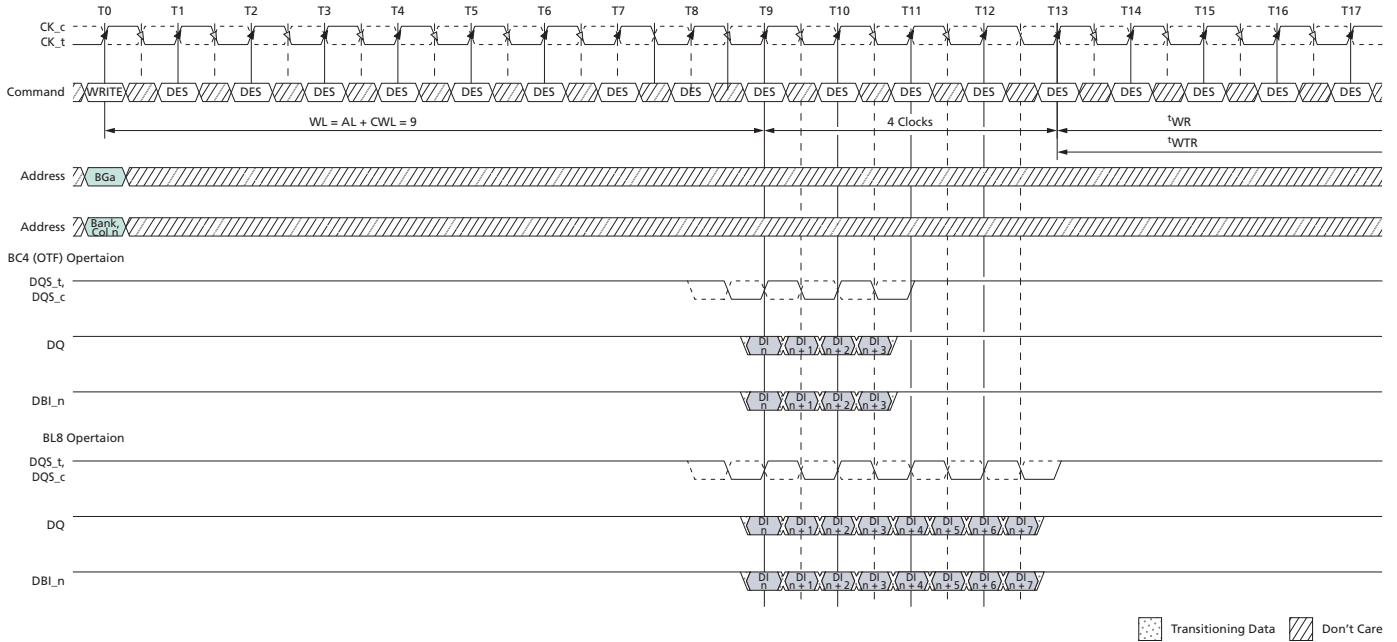 T0 T1 T2 T3 T4 T5 T6 T7 T8 T9 T10 T11 T12 T13 T14 T15 T16 T17
CK_c
CK_t
Command WRITE DES DES DES DES DES DES DES DES DES DES DES DES DES DES DES DES DES
WL = AL + CWL = 9 4 Clocks tWR
tWTR
Address BGa
Address Bank, Col n
BC4 (OTF) Opertaion
DQS_t,
DQS_c
DQ DI n DI n + 1 DI n + 2 DI n + 3
DBI_n DI n DI n + 1 DI n + 2 DI n + 3
BL8 Opertaion
DQS_t,
DQS_c
DQ DI n DI n + 1 DI n + 2 DI n + 3 DI n + 4 DI n + 5 DI n + 6 DI n + 7
DBI_n DI n DI n + 1 DI n + 2 DI n + 3 DI n + 4 DI n + 5 DI n + 6 DI n + 7
Transitioning Data Don't Care